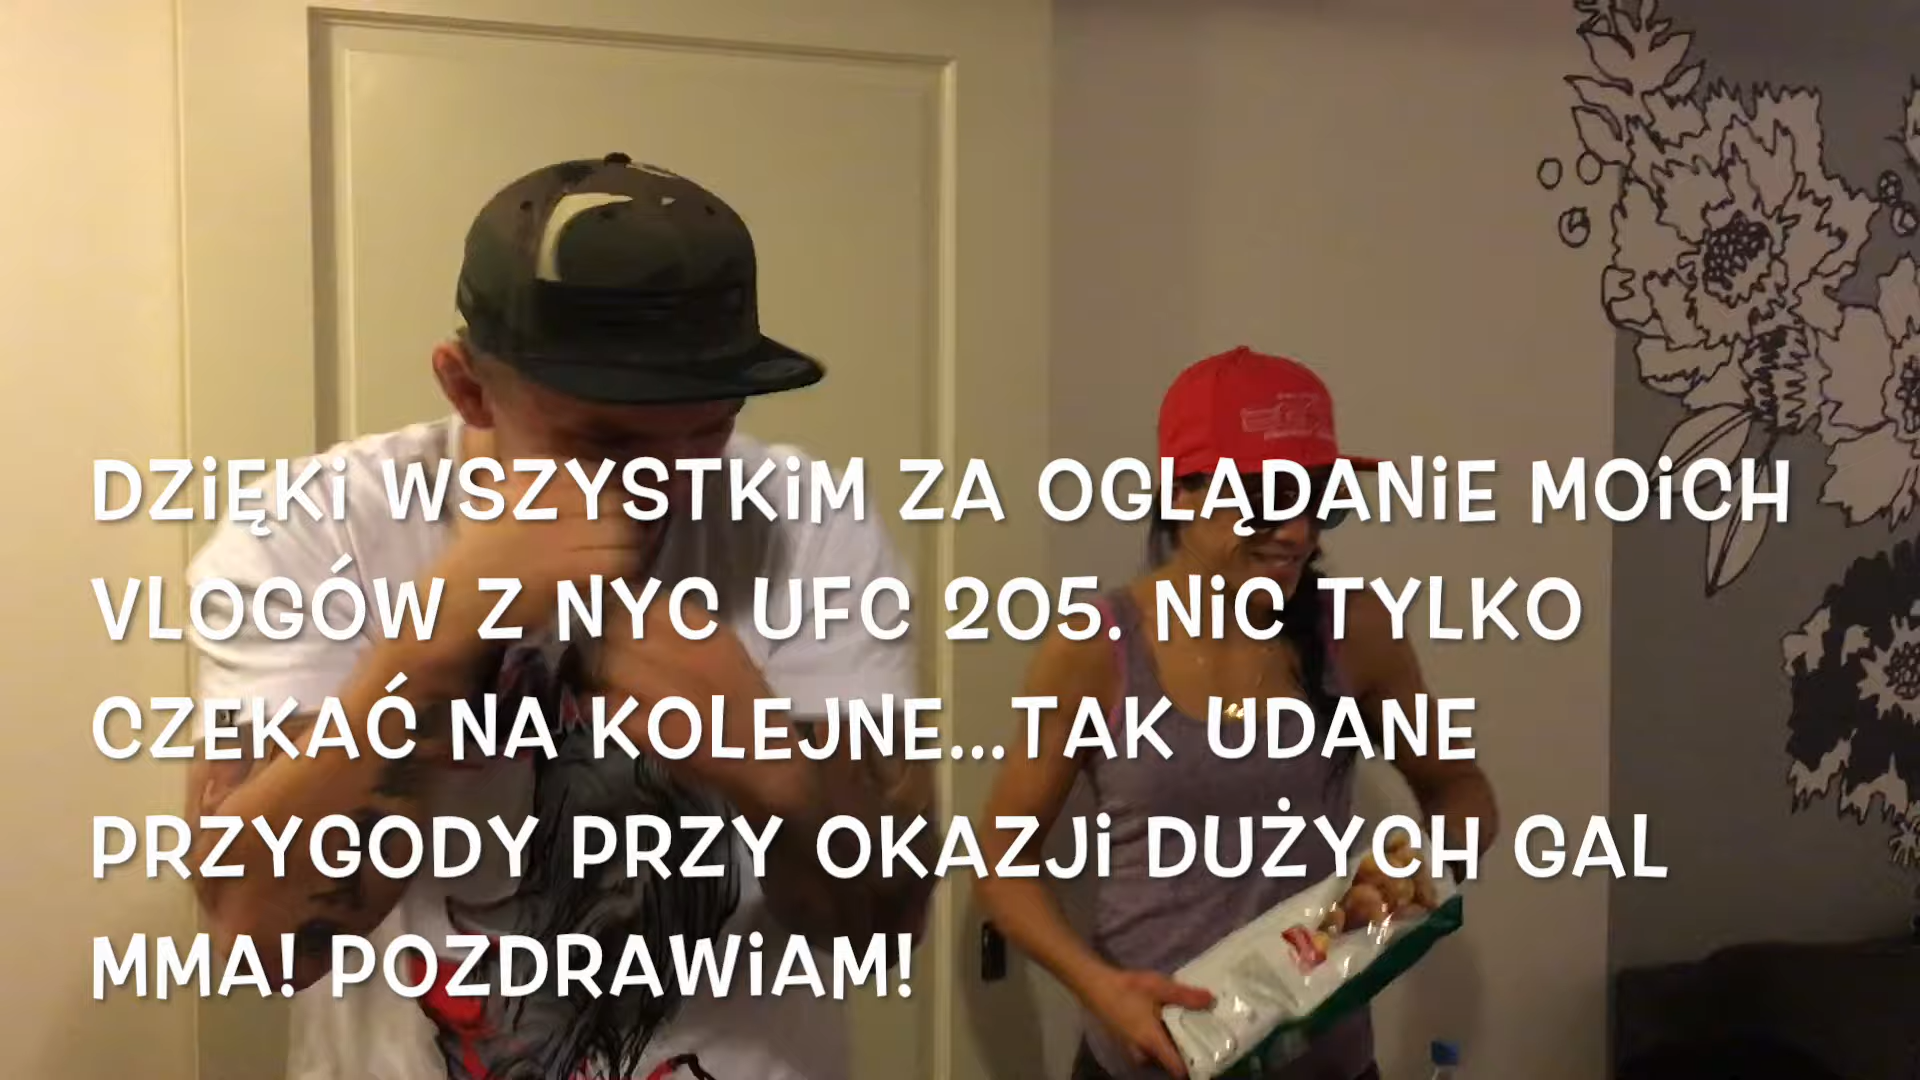 DZIĘKI WSZYSTKIM ZA OGLĄDANIE MOICH
VLOGÓW Z NYC UFC 205. NIC TYLKO
CZEKAĆ NA KOLEJNE...TAK UDANE
PRZYGODY PRZY OKAZJI DUŻYCH GAL
MMA! POZDRAWIAM!